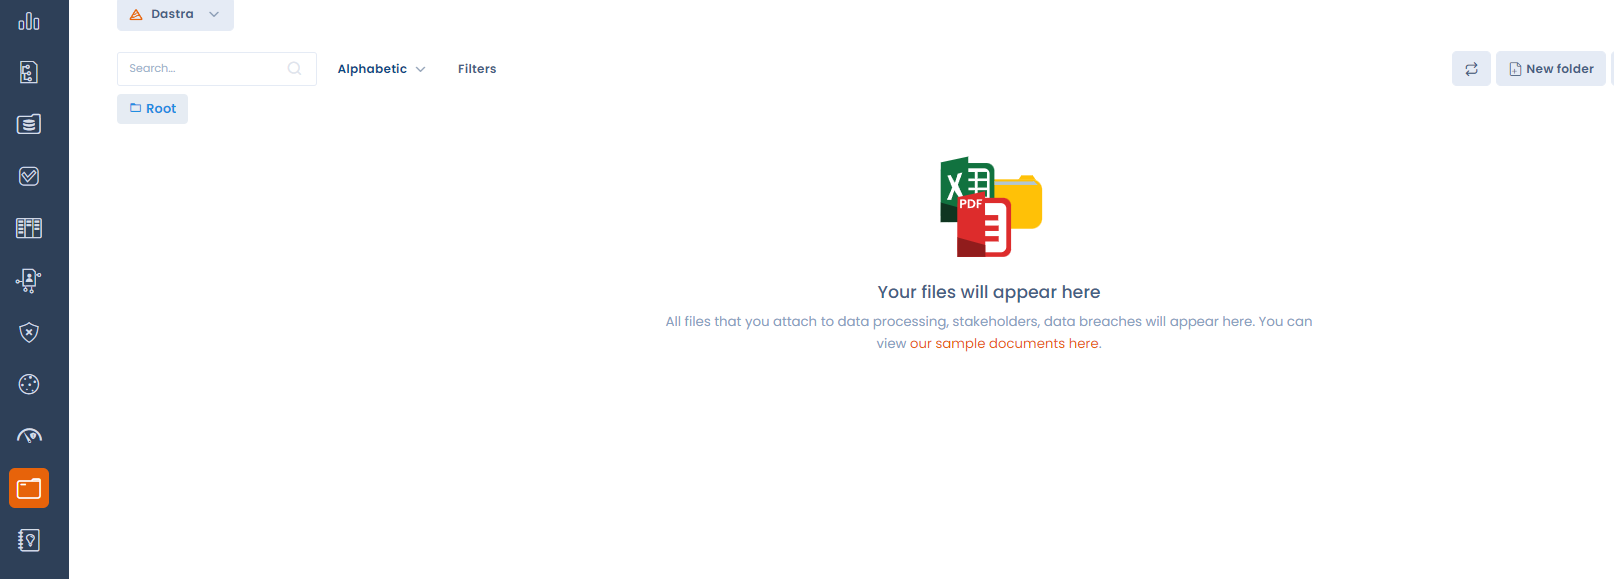 Dastra
Search...
Alphabetic
Filters
New folder
Root
X
PDF
Your files will appear here
All files that you attach to data processing, stakeholders, data breaches will appear here. You can
view our sample documents here.